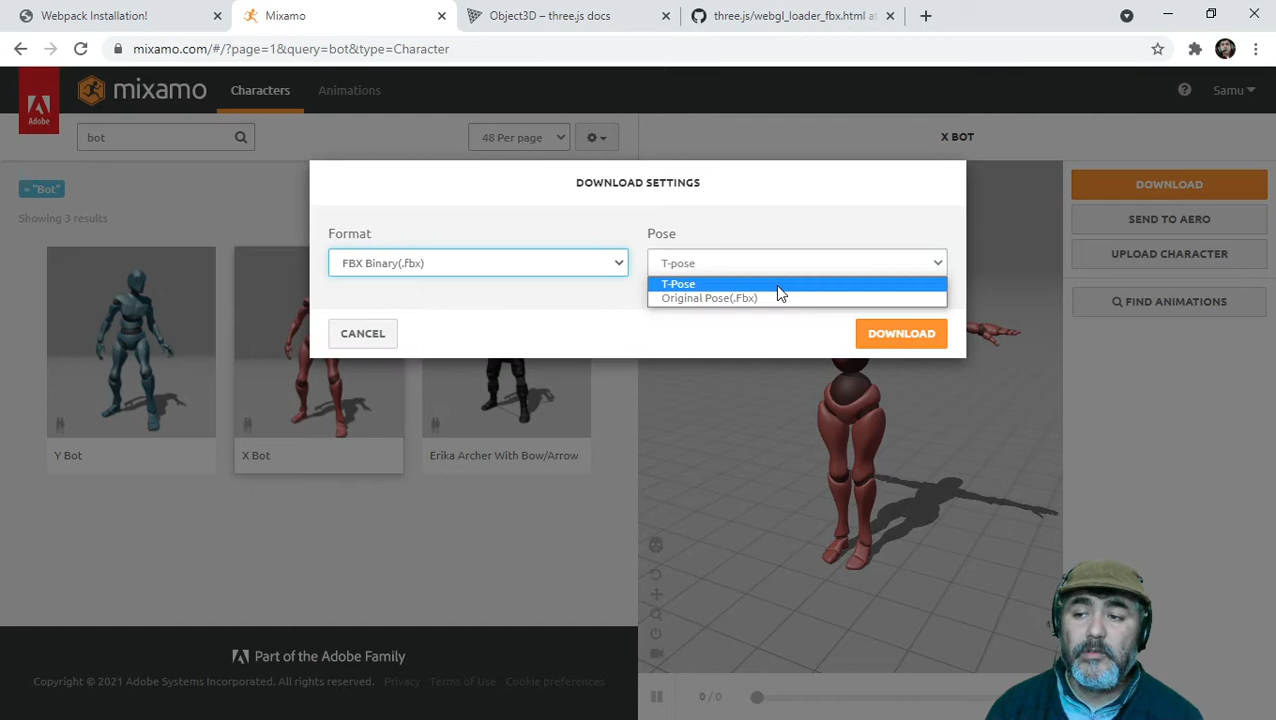 Webpack Installation!
Mixamo
Object3D – three.js docs
three.js/webgl_loader_fbx.html at
mixamo.com/#/?page=1&query=bot&type=Character
Adobe
mixamo
Characters
Animations
Samu
bot
48 Per page
X BOT
= "Bot"
Showing 3 results
DOWNLOAD SETTINGS
Format
Pose
FBX Binary(.fbx)
T-pose
T-Pose
Original Pose(.Fbx)
CANCEL
DOWNLOAD
DOWNLOAD
SEND TO AERO
UPLOAD CHARACTER
FIND ANIMATIONS
Y Bot
X Bot
Erika Archer With Bow/Arrow
Part of the Adobe Family
Copyright © 2021 Adobe Systems Incorporated. All rights reserved. Privacy Terms of Use Cookie preferences
0 / 0